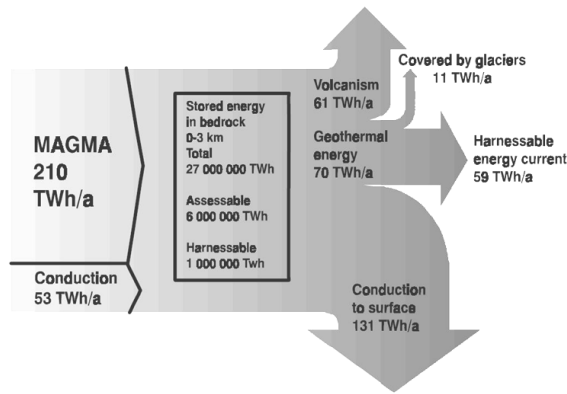 MAGMA
210
TWh/a
Conduction
53 TWh/a
Stored energy
in bedrock
0-3 km
Total
27 000 000 TWh
Assessable
6 000 000 TWh
Harnessable
1 000 000 Twh
Volcanism
61 TWh/a
Covered by glaciers
11 TWh/a
Geothermal
energy
70 TWh/a
Harnessable
energy current
59 TWh/a
Conduction
to surface
131 TWh/a